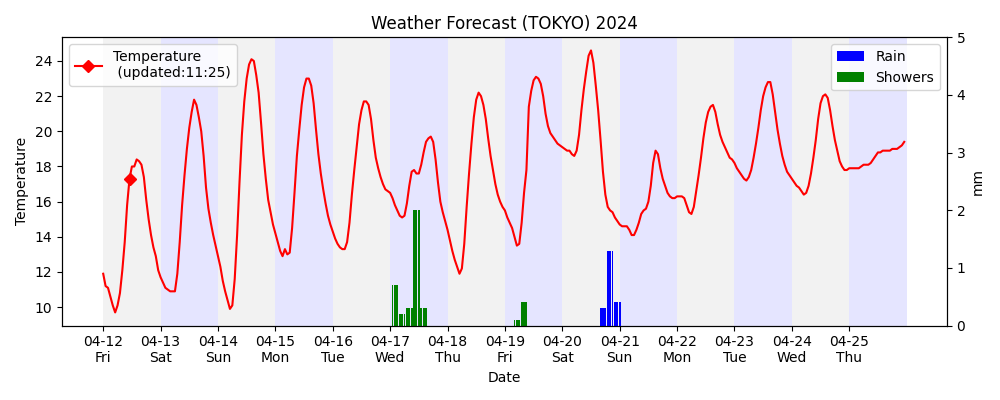 Weather Forecast (TOKYO) 2024
Temperature
(updated:11:25)
Rain
Showers
Temperature
24
22
20
18
16
14
12
10
5
4
3
2
1
0
mm
04-12 04-13 04-14 04-15 04-16 04-17 04-18 04-19 04-20 04-21 04-22 04-23 04-24 04-25
Fri Sat Sun Mon Tue Wed Thu Fri Sat Sun Mon Tue Wed Thu
Date